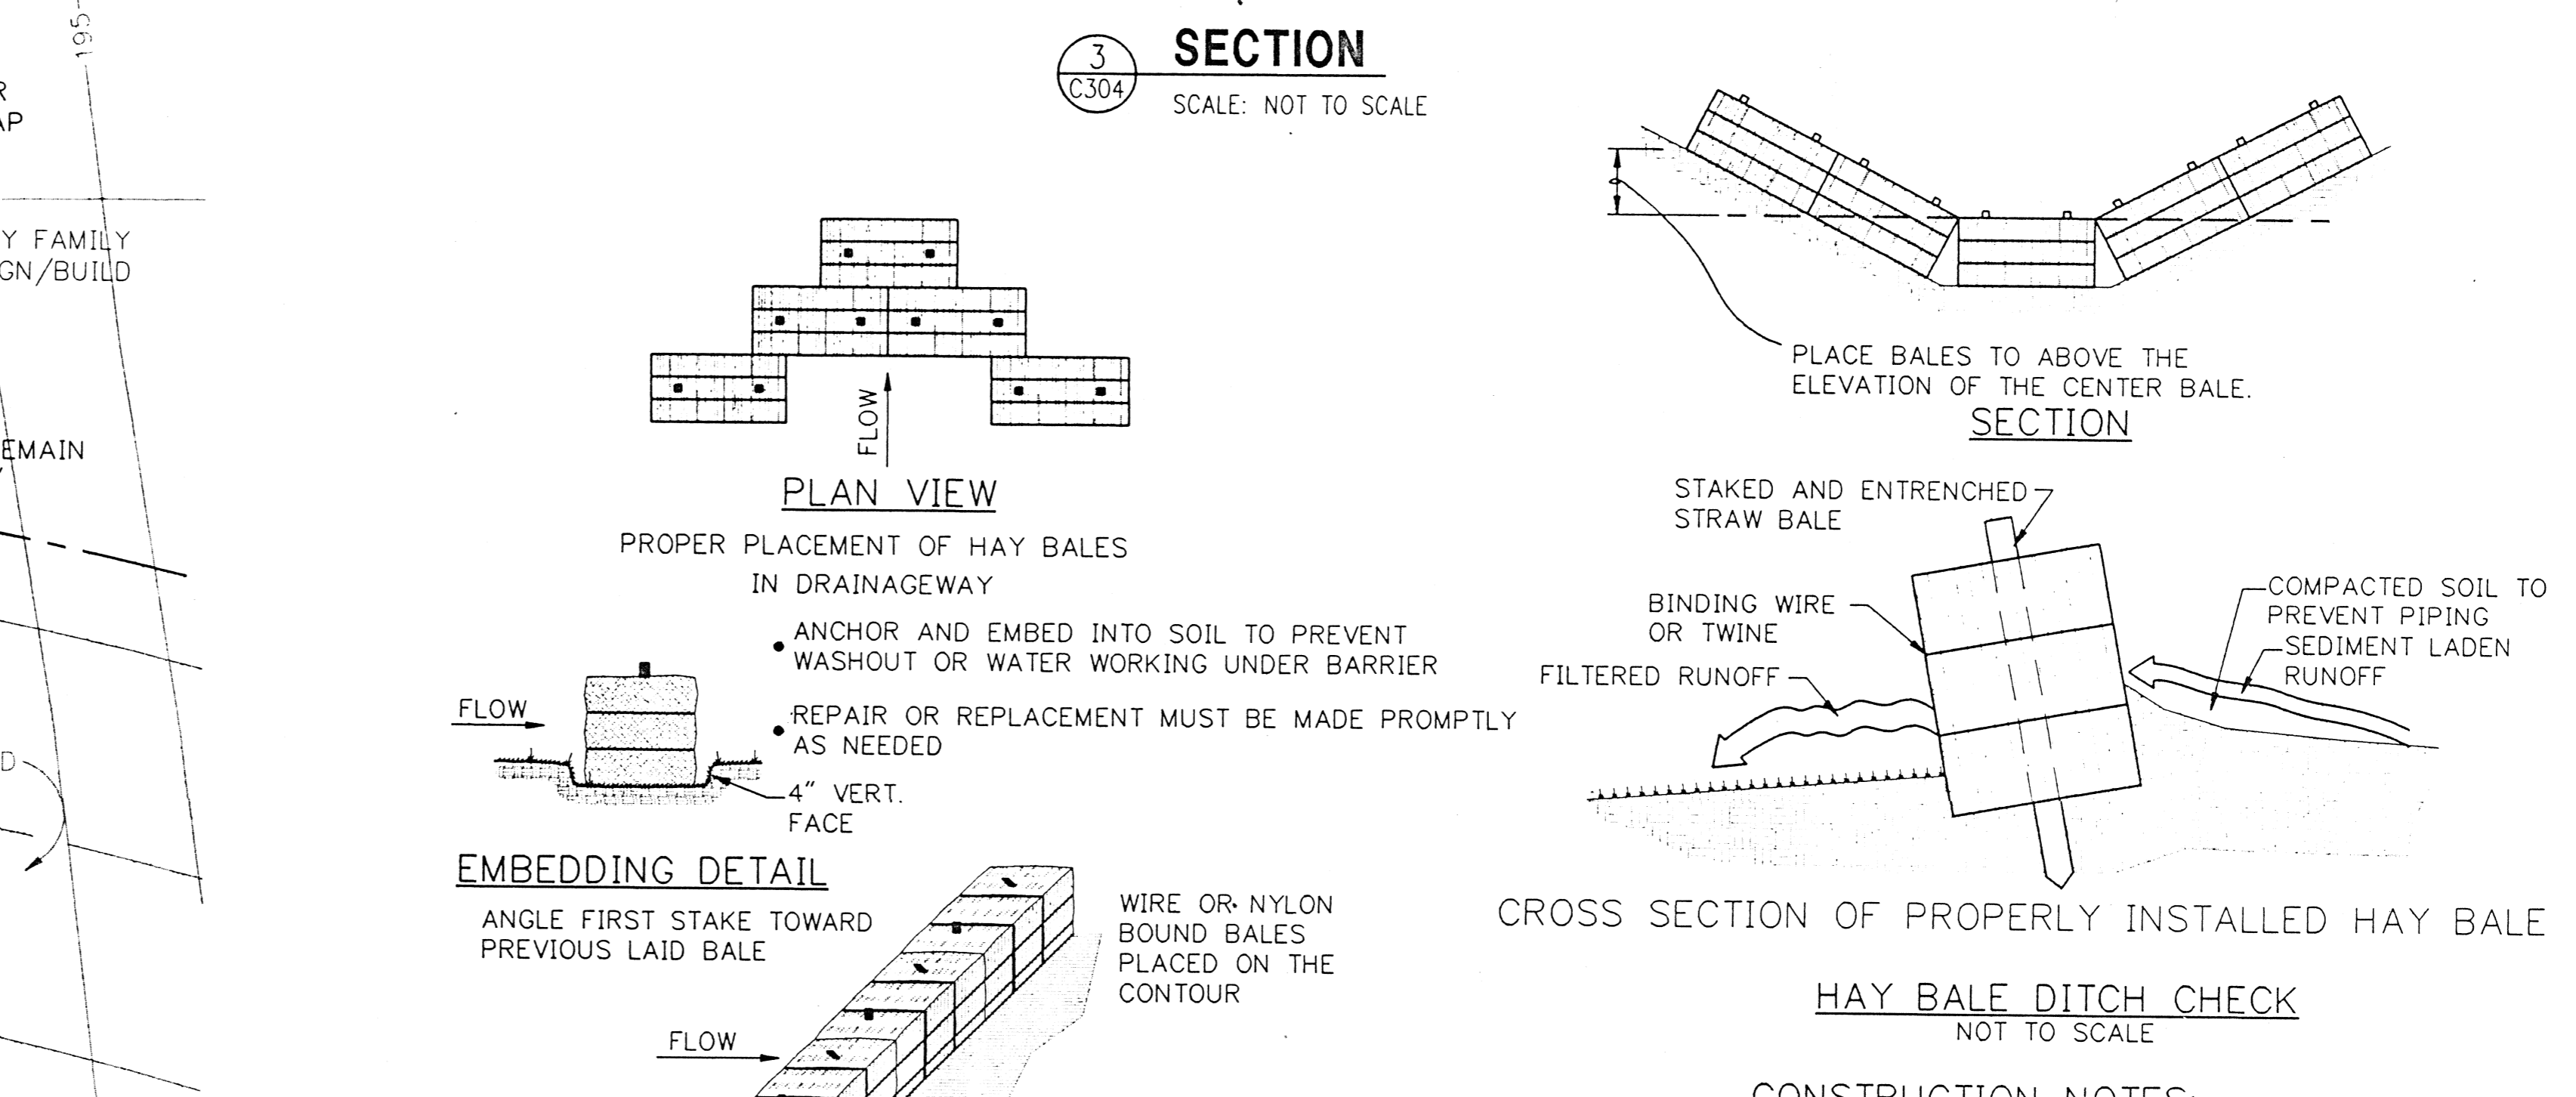 195-
R
AP
Y FAMILY
GN/BUILD
EMAIN
D
3
C304
SECTION
SCALE: NOT TO SCALE
FLOW
PLAN VIEW
PROPER PLACEMENT OF HAY BALES
IN DRAINAGEWAY
• ANCHOR AND EMBED INTO SOIL TO PREVENT
WASHOUT OR WATER WORKING UNDER BARRIER
• REPAIR OR REPLACEMENT MUST BE MADE PROMPTLY
AS NEEDED
FLOW
4" VERT.
FACE
EMBEDDING DETAIL
ANGLE FIRST STAKE TOWARD
PREVIOUS LAID BALE
FLOW
WIRE OR NYLON
BOUND BALES
PLACED ON THE
CONTOUR
PLACE BALES TO ABOVE THE
ELEVATION OF THE CENTER BALE.
SECTION
STAKED AND ENTRENCHED
STRAW BALE
BINDING WIRE
OR TWINE
FILTERED RUNOFF
COMPACTED SOIL TO
PREVENT PIPING
SEDIMENT LADEN
RUNOFF
CROSS SECTION OF PROPERLY INSTALLED HAY BALE
HAY BALE DITCH CHECK
NOT TO SCALE
CONSTRUCTION NOTES: